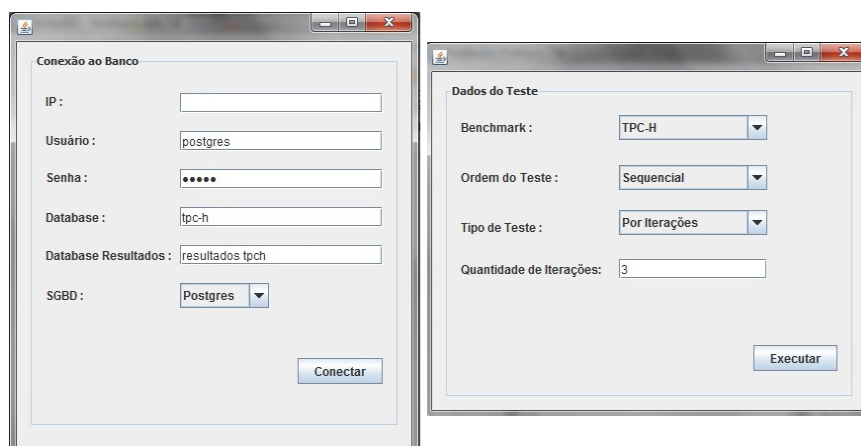 Conexão ao Banco
IP :
Usuário :
postgres
Senha :
•••••
Database :
tpc-h
Database Resultados :
resultados tpch
SGBD :
Postgres
Conectar
Dados do Teste
Benchmark :
TPC-H
Ordem do Teste :
Sequencial
Tipo de Teste :
Por Iterações
Quantidade de Iterações:
3
Executar